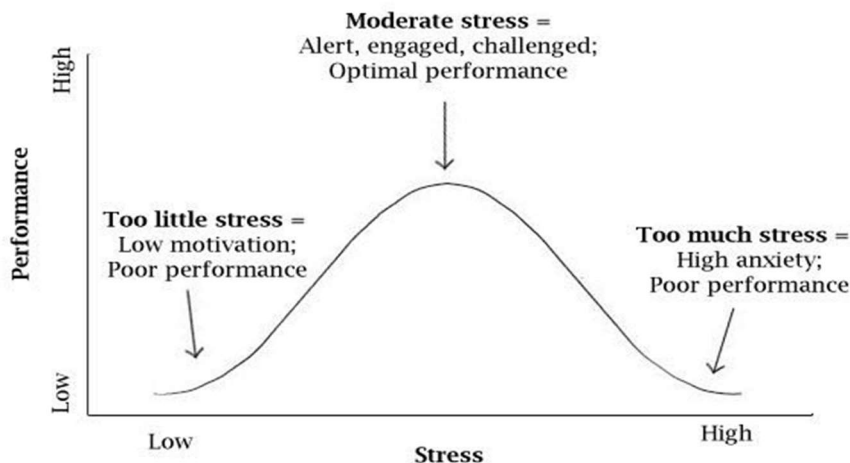 Moderate stress =
Alert, engaged, challenged;
Optimal performance
High
Performance
Low
Too little stress =
Low motivation;
Poor performance
Too much stress =
High anxiety;
Poor performance
Low
Stress
High